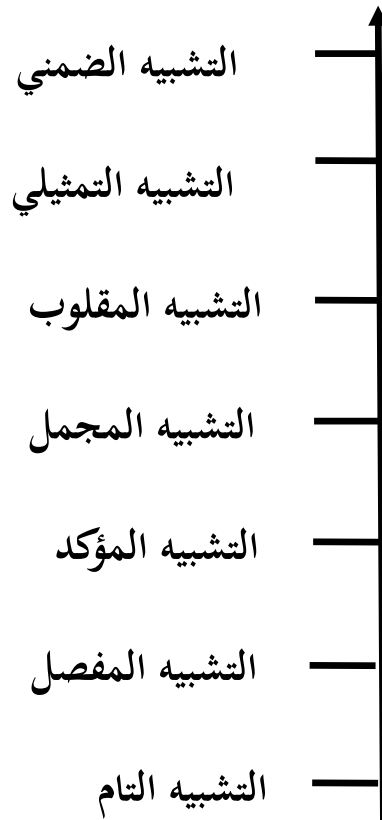 التشبيه الضمني
التشبيه التمثيلي
التشبيه المقلوب
التشبيه المجمل
التشبيه المؤكد
التشبيه المفصل
التشبيه التام